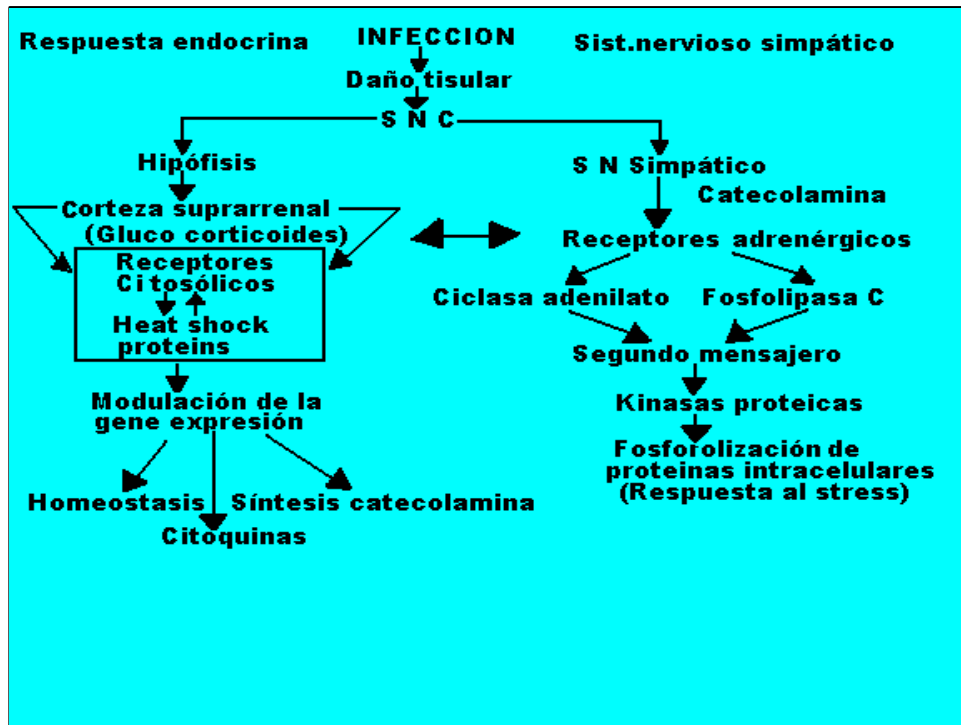 Respuesta endocrina
INFECCION
Sist.nervioso simpático
Daño tisular
S N C
Hipófisis
S N Simpático
Catecolamina
Corteza suprarrenal
(Gluco corticoides)
Receptores adrenérgicos
Receptores
Citosólicos
Ciclasa adenilato
Fosfolipasa C
Heat shock
proteins
Segundo mensajero
Modulación de la
gene expresión
Kinasas proteicas
Fosforolización de
proteinas intracelulares
(Respuesta al stress)
Homeostasis
Síntesis catecolamina
Citoquinas